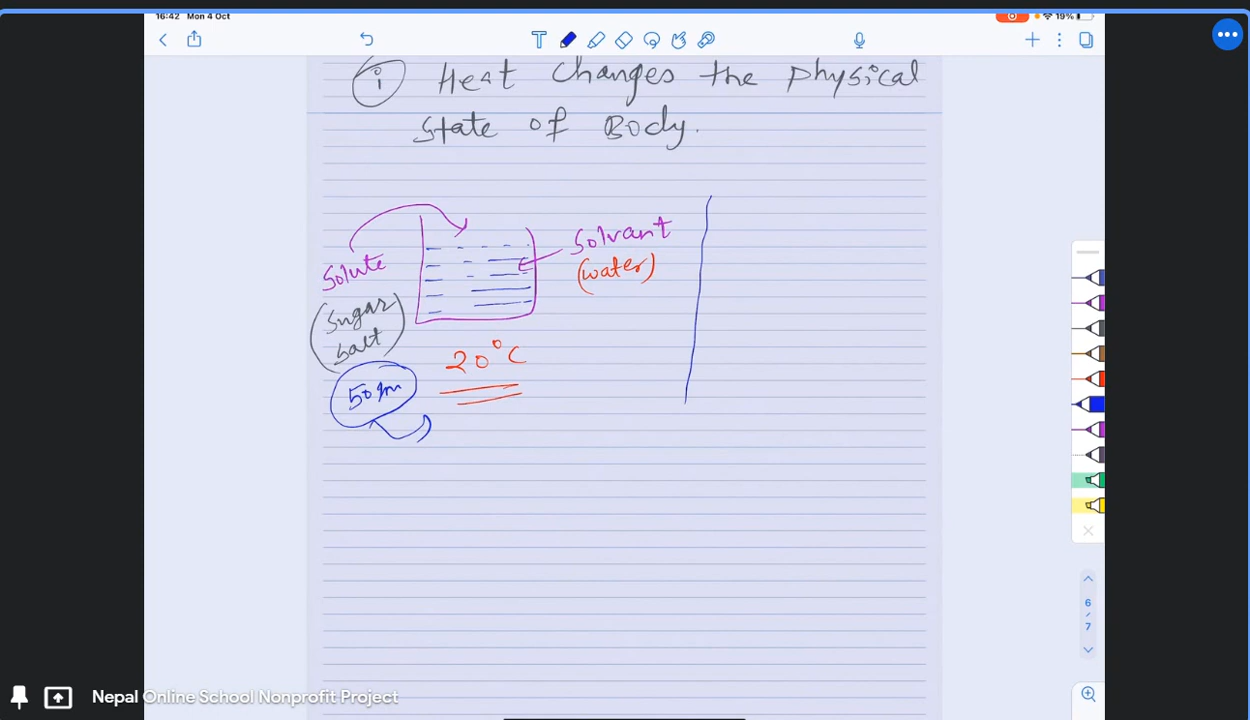 16:42 Mon 4 Oct
19%
i Heat Changes the Physical
State of Body.
Solute
Solvant
(water)
(Sugar
Salt)
20°C
50gm
6
/
7
Nepal Online School Nonprofit Project